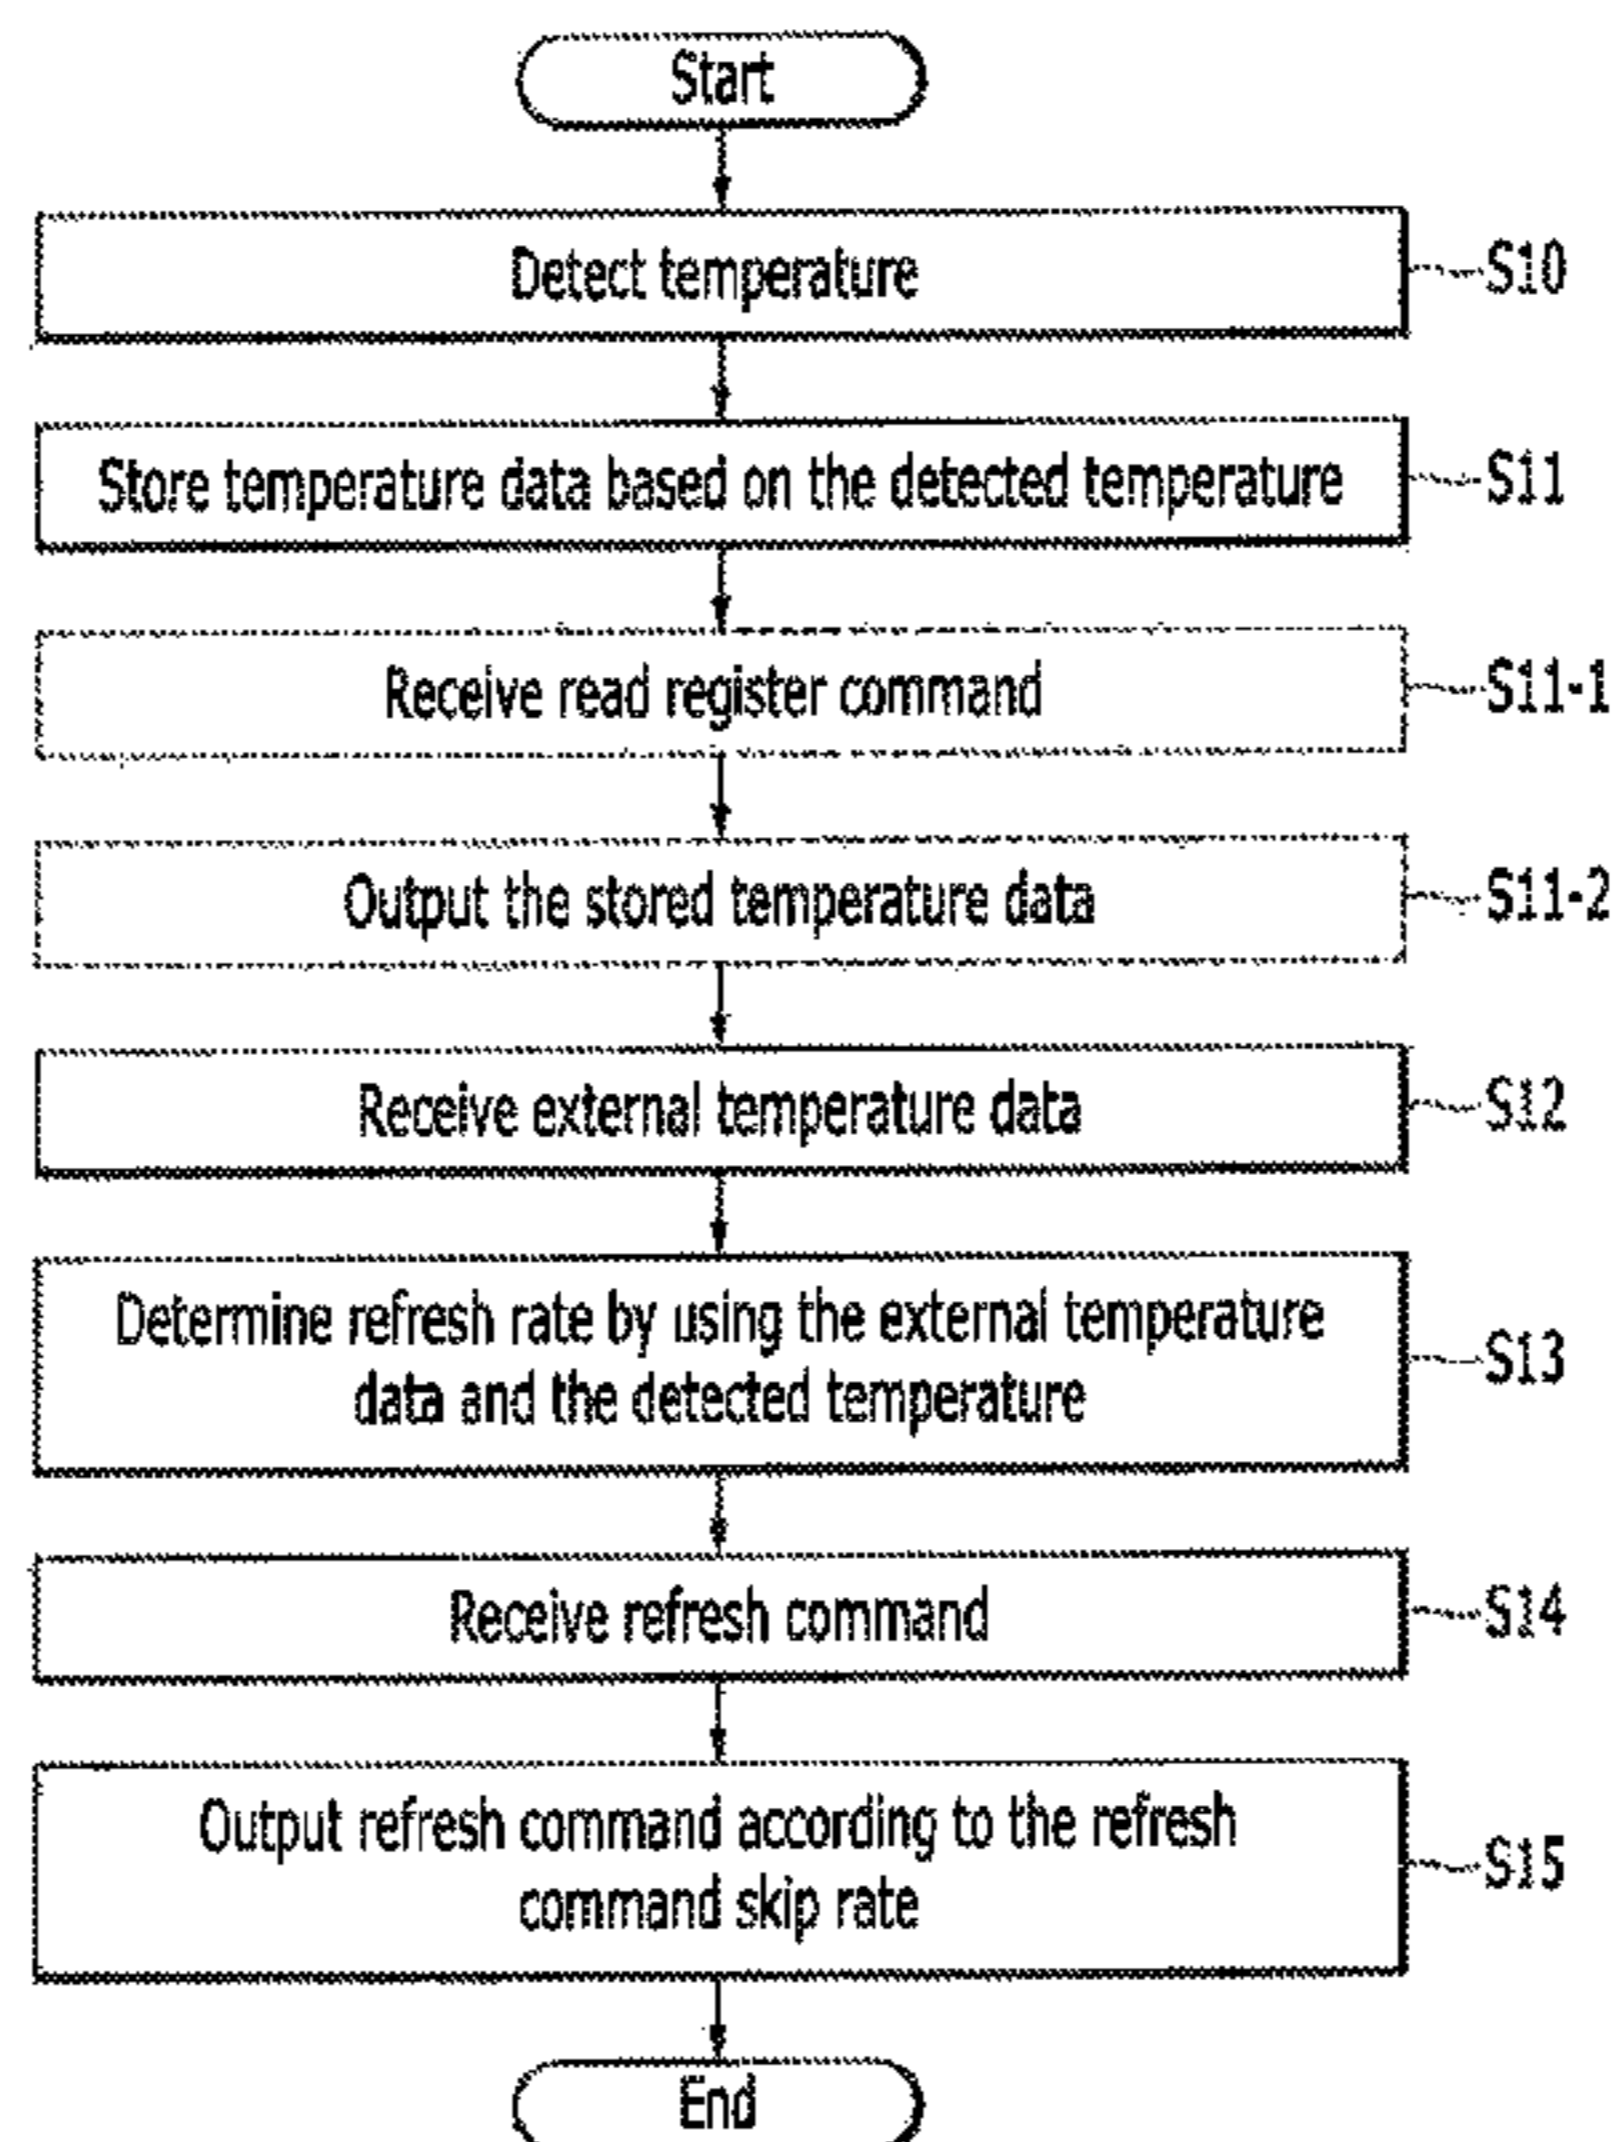 Start
Detect temperature
S10
Store temperature data based on the detected temperature
S11
Receive read register command
S11-1
Output the stored temperature data
S11-2
Receive external temperature data
S12
Determine refresh rate by using the external temperature
data and the detected temperature
S13
Receive refresh command
S14
Output refresh command according to the refresh
command skip rate
S15
End